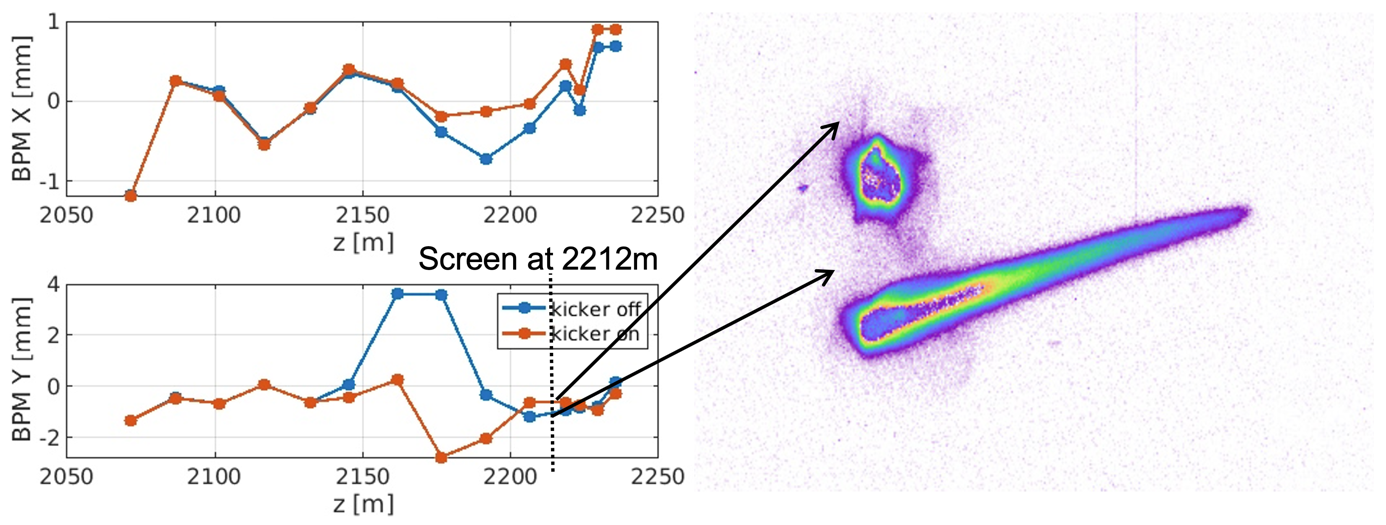 BPM X [mm]
1
0
-1
2050 2100 2150 2200 2250
z [m]
Screen at 2212m
BPM Y [mm]
4
2
0
-2
kicker off
kicker on
2050 2100 2150 2200 2250
z [m]